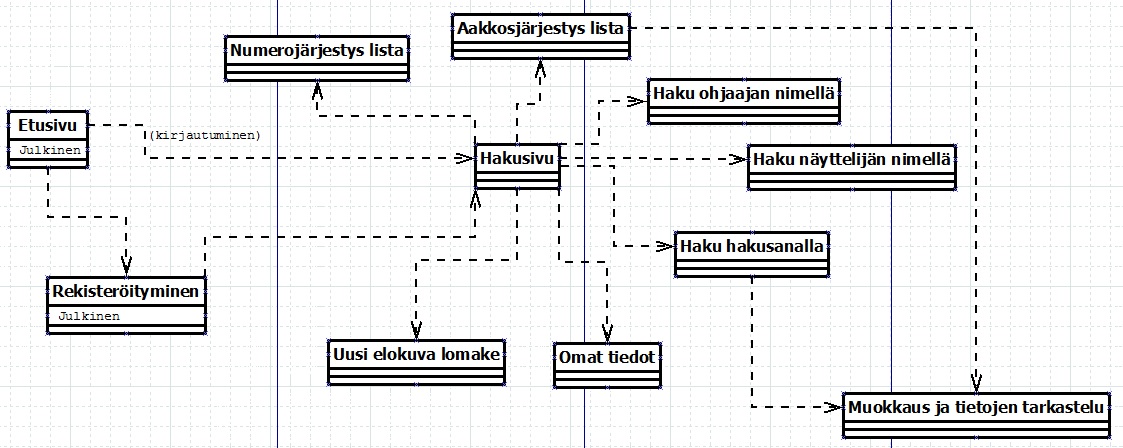 Aakkosjärjestys lista
Numerojärjestys lista
Haku ohjaajan nimellä
Etusivu
Julkinen
(kirjautuminen)
Hakusivu
Haku näyttelijän nimellä
Haku hakusanalla
Rekisteröityminen
Julkinen
Uusi elokuva lomake
Omat tiedot
Muokkaus ja tietojen tarkastelu